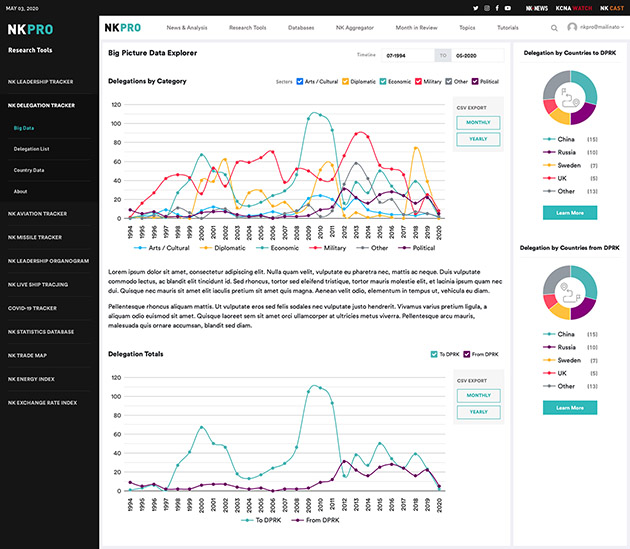 MAY 03, 2020
NK NEWS
KCNA WATCH
NK CAST
NKPRO
Research Tools
NK LEADERSHIP TRACKER
NK DELEGATION TRACKER
Big Data
Delegation List
Country Data
About
NK AVIATION TRACKER
NK MISSILE TRACKER
NK LEADERSHIP ORGANOGRAM
NK LIVE SHIP TRACJING
COVID-19 TRACKER
NK STATISTICS DATABASE
NK TRADE MAP
NK ENERGY INDEX
NK EXCHANGE RATE INDEX
NKPRO
News & Analysis
Research Tools
Databases
NK Aggregator
Month in Review
Topics
Tutorials
nkpro@mailinato
Big Picture Data Explorer
Timeline 07-1994 TO 05-2020
Delegations by Category
Sectors Arts / Cultural Diplomatic Economic Military Other Political
120
100
80
60
40
20
0
1994 1995 1996 1997 1998 1999 2000 2001 2002 2003 2004 2005 2006 2007 2008 2009 2010 2011 2012 2013 2014 2015 2016 2017 2018 2019 2020
Arts / Cultural Diplomatic Economic Military Other Political
CSV EXPORT
MONTHLY
YEARLY
Lorem ipsum dolor sit amet, consectetur adipiscing elit. Nulla quam velit, vulputate eu pharetra nec, mattis ac neque. Duis vulputate
commodo lectus, ac blandit elit tincidunt id. Sed rhoncus, tortor sed eleifend tristique, tortor mauris molestie elit, et lacinia ipsum quam nec
dui. Quisque nec mauris sit amet elit iaculis pretium sit amet quis magna. Aenean velit odio, elementum in tempus ut, vehicula eu diam.
Pellentesque rhoncus aliquam mattis. Ut vulputate eros sed felis sodales nec vulputate justo hendrerit. Vivamus varius pretium ligula, a
aliquam odio euismod sit amet. Quisque laoreet sem sit amet orci ullamcorper at ultricies metus viverra. Pellentesque arcu mauris,
malesuada quis ornare accumsan, blandit sed diam.
Delegation Totals
To DPRK From DPRK
120
100
80
60
40
20
0
1994 1995 1996 1997 1998 1999 2000 2001 2002 2003 2004 2005 2006 2007 2008 2009 2010 2011 2012 2013 2014 2015 2016 2017 2018 2019 2020
To DPRK From DPRK
CSV EXPORT
MONTHLY
YEARLY
Delegation by Countries to DPRK
China (15)
Russia (10)
Sweden (7)
UK (5)
Other (13)
Learn More
Delegation by Countries from DPRK
China (15)
Russia (10)
Sweden (7)
UK (5)
Other (13)
Learn More